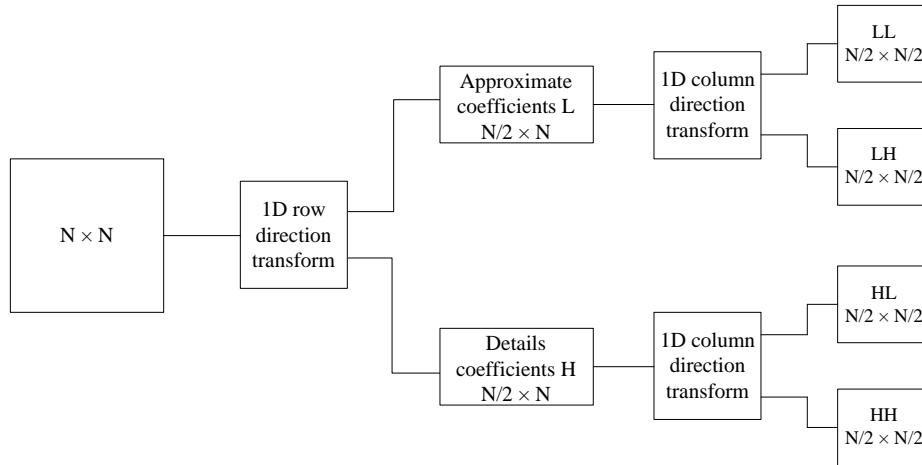 N × N
1D row
direction
transform
Approximate
coefficients L
N/2 × N
1D column
direction
transform
LL
N/2 × N/2
LH
N/2 × N/2
Details
coefficients H
N/2 × N
1D column
direction
transform
HL
N/2 × N/2
HH
N/2 × N/2